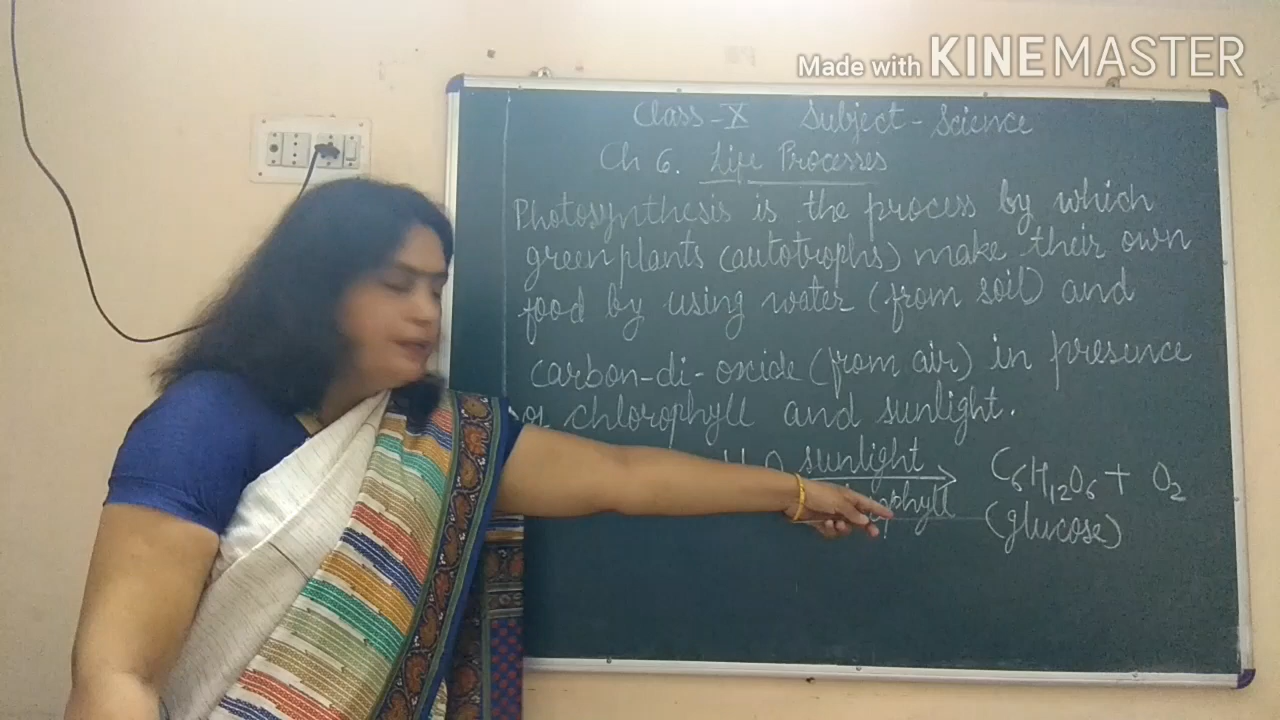 Made with KINEMASTER
Class-X Subject-Science
Ch 6. Life Processes
Photosynthesis is the process by which
green plants (autotrophs) make their own
food by using water (from soil) and
carbon-di-oxide (from air) in presence
of chlorophyll and sunlight.
sunlight C6H12O6 + O2
(glucose)